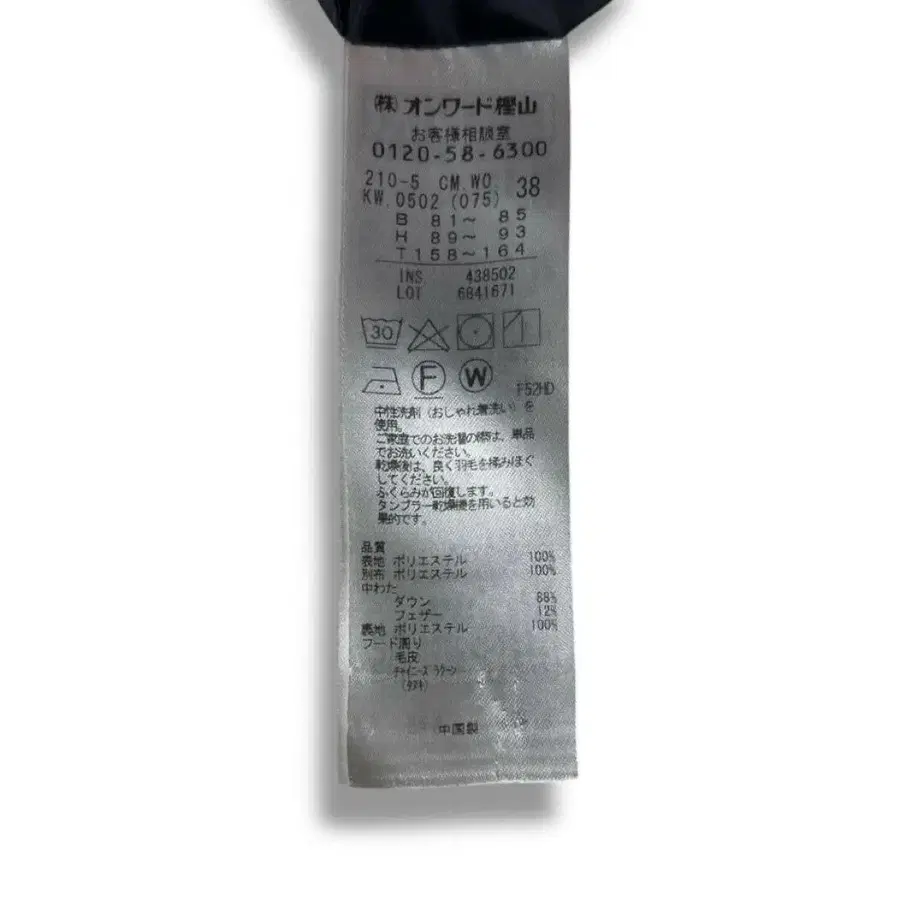 (株) オンワード樫山
お客様相談室
0120-58-6300
210-5 CM.WO. 38
KW.0502 (075)
B 81～ 85
H 89～ 93
T158～164
INS. 438502
LOT 6841671
30
F W F52HD
中性洗剤 (おしゃれ着洗い) を
使用。
ご家庭でのお洗濯の際は、単品
でお洗いください。
乾燥後は、良く羽毛を揉みほぐ
してください。
ふくらみが回復します。
タンブラー乾燥機を用いると効
果的です。
品質
表地 ポリエステル 100%
別布 ポリエステル 100%
中わた
ダウン 88%
フェザー 12%
裏地 ポリエステル 100%
フード周り
毛皮
チャイニーズラクーン
(タヌキ)
中国製